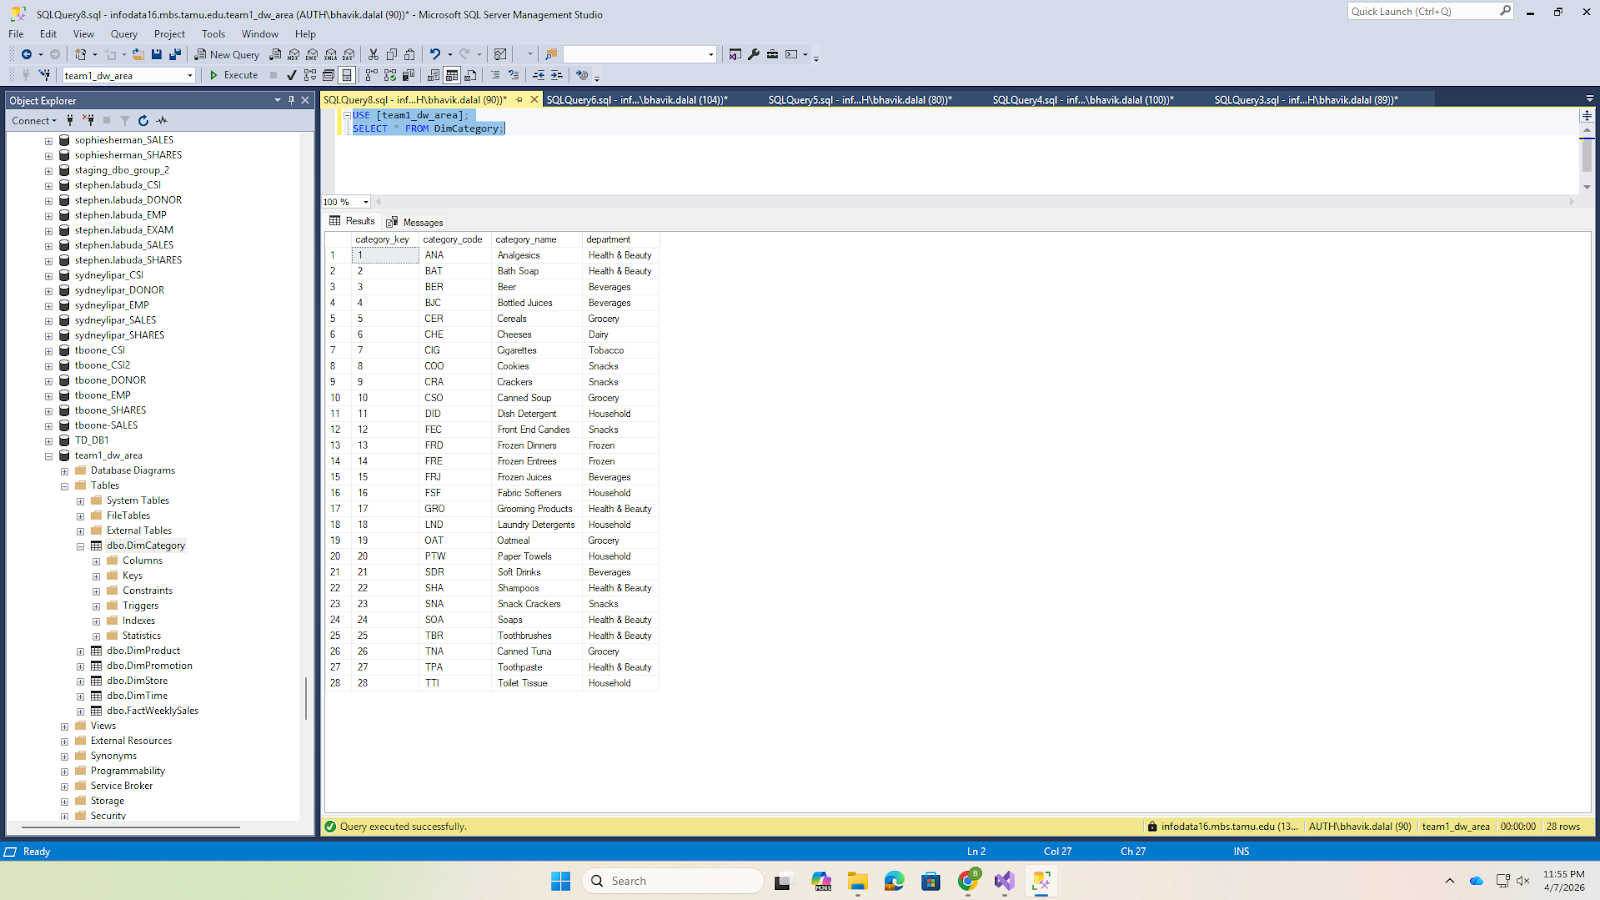 SQLQuery8.sql - infodata16.mbs.tamu.edu.team1_dw_area (AUTH\bhavik.dalal (90))* - Microsoft SQL Server Management Studio
Quick Launch (Ctrl+Q)
File Edit View Query Project Tools Window Help
New Query
team1_dw_area
Execute
Object Explorer
Connect
sophiesherman_SALES
sophiesherman_SHARES
staging_dbo_group_2
stephen.labuda_CSI
stephen.labuda_DONOR
stephen.labuda_EMP
stephen.labuda_EXAM
stephen.labuda_SALES
stephen.labuda_SHARES
sydneylipar_CSI
sydneylipar_DONOR
sydneylipar_EMP
sydneylipar_SALES
sydneylipar_SHARES
tboone_CSI
tboone_CSI2
tboone_DONOR
tboone_EMP
tboone_SHARES
tboone-SALES
TD_DB1
team1_dw_area
Database Diagrams
Tables
System Tables
FileTables
External Tables
dbo.DimCategory
Columns
Keys
Constraints
Triggers
Indexes
Statistics
dbo.DimProduct
dbo.DimPromotion
dbo.DimStore
dbo.DimTime
dbo.FactWeeklySales
Views
External Resources
Synonyms
Programmability
Service Broker
Storage
Security
SQLQuery8.sql - inf...H\bhavik.dalal (90))* SQLQuery6.sql - inf...\bhavik.dalal (104))* SQLQuery5.sql - inf...H\bhavik.dalal (80))* SQLQuery4.sql - inf...\bhavik.dalal (100))* SQLQuery3.sql - inf...H\bhavik.dalal (89))*
USE [team1_dw_area];
SELECT * FROM DimCategory;
100 %
Results Messages
category_key category_code category_name department
1 1 ANA Analgesics Health & Beauty
2 2 BAT Bath Soap Health & Beauty
3 3 BER Beer Beverages
4 4 BJC Bottled Juices Beverages
5 5 CER Cereals Grocery
6 6 CHE Cheeses Dairy
7 7 CIG Cigarettes Tobacco
8 8 COO Cookies Snacks
9 9 CRA Crackers Snacks
10 10 CSO Canned Soup Grocery
11 11 DID Dish Detergent Household
12 12 FEC Front End Candies Snacks
13 13 FRD Frozen Dinners Frozen
14 14 FRE Frozen Entrees Frozen
15 15 FRJ Frozen Juices Beverages
16 16 FSF Fabric Softeners Household
17 17 GRO Grooming Products Health & Beauty
18 18 LND Laundry Detergents Household
19 19 OAT Oatmeal Grocery
20 20 PTW Paper Towels Household
21 21 SDR Soft Drinks Beverages
22 22 SHA Shampoos Health & Beauty
23 23 SNA Snack Crackers Snacks
24 24 SOA Soaps Health & Beauty
25 25 TBR Toothbrushes Health & Beauty
26 26 TNA Canned Tuna Grocery
27 27 TPA Toothpaste Health & Beauty
28 28 TTI Toilet Tissue Household
Query executed successfully.
infodata16.mbs.tamu.edu (13... AUTH\bhavik.dalal (90) team1_dw_area 00:00:00 28 rows
Ready
Ln 2 Col 27 Ch 27 INS
Search
11:55 PM
4/7/2026